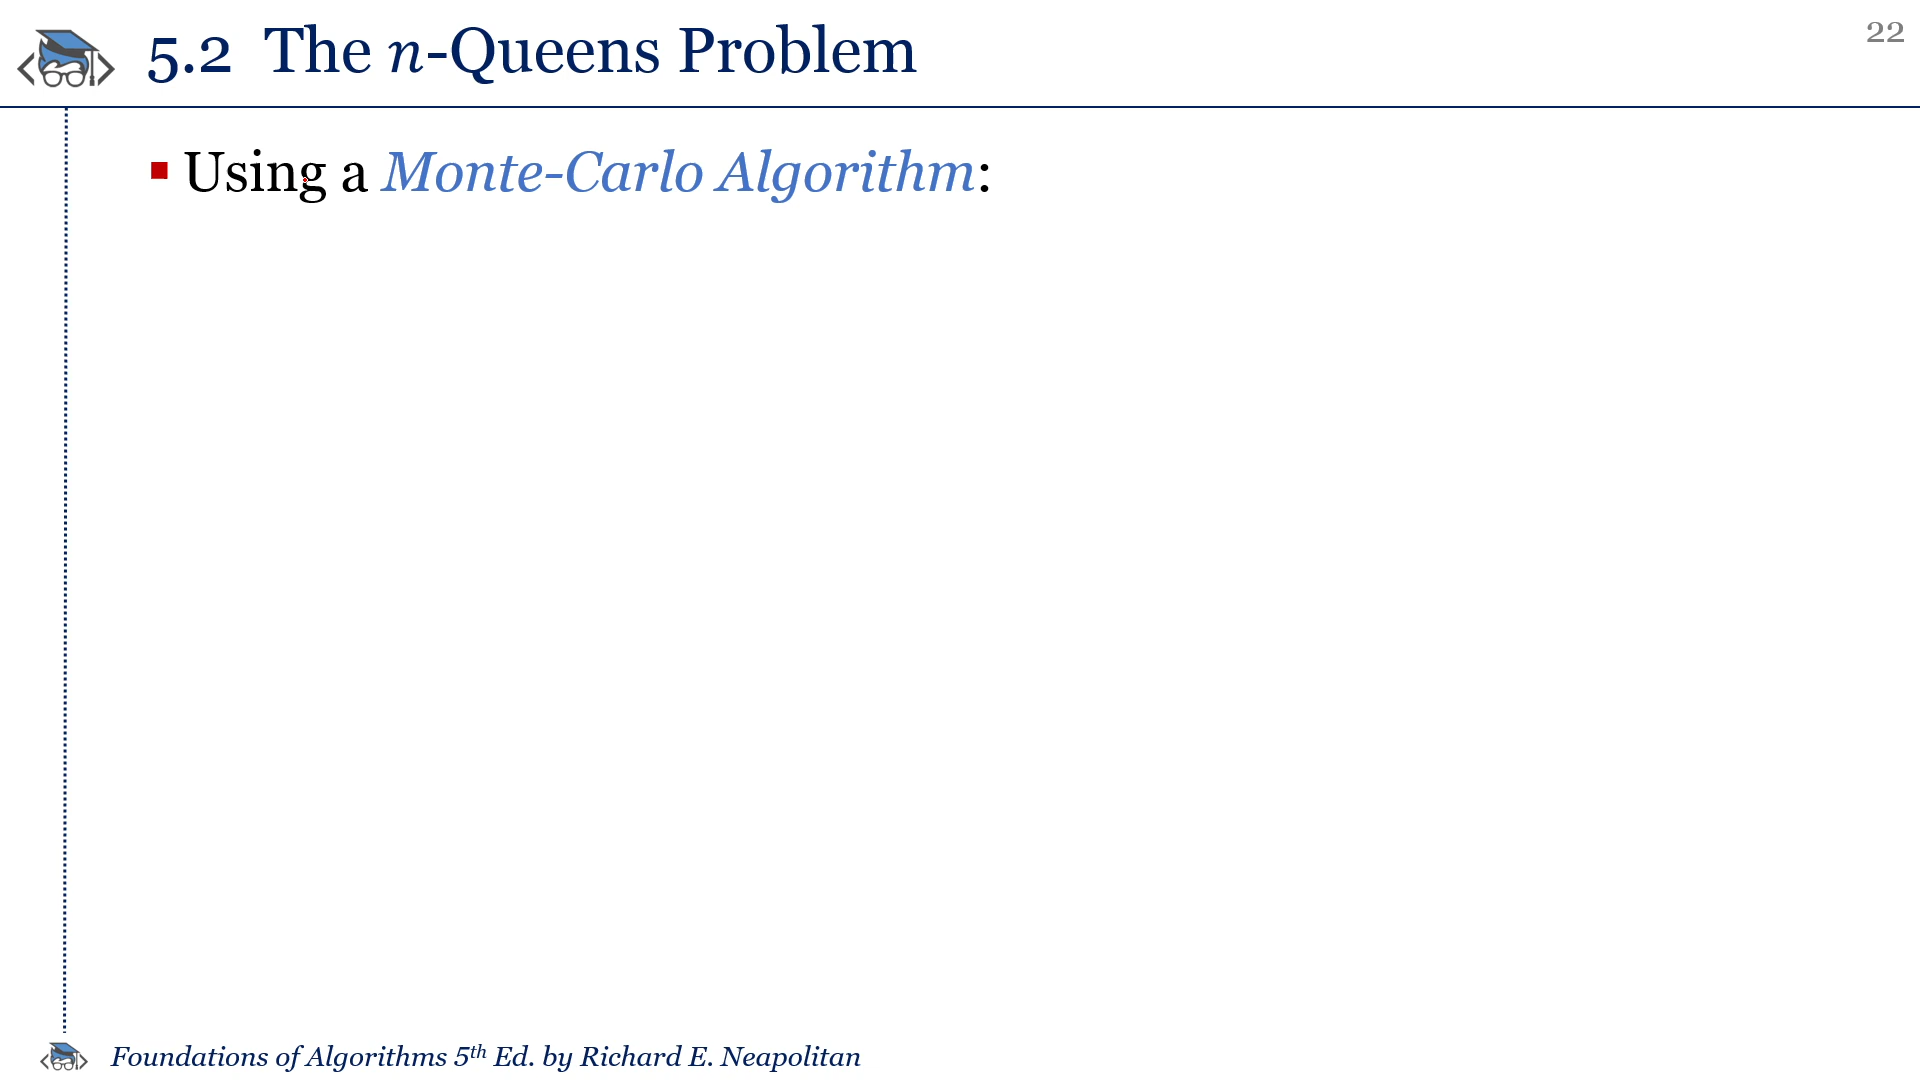 5.2 The n-Queens Problem
22
Using a Monte-Carlo Algorithm:
Foundations of Algorithms 5th Ed. by Richard E. Neapolitan